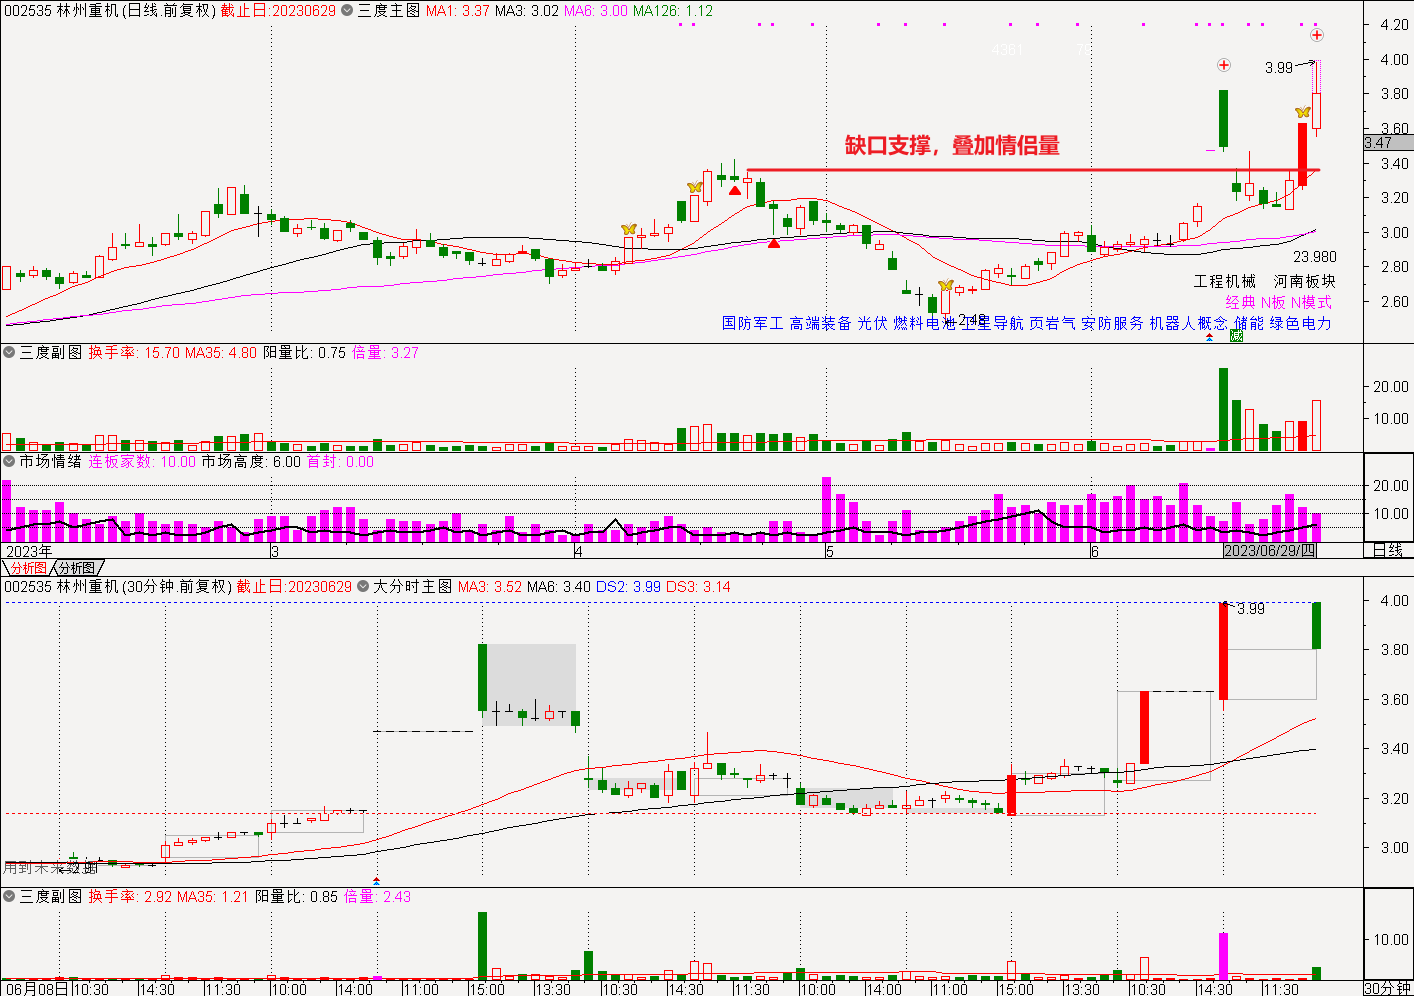 002535 林州重机(日线.前复权) 截止日:20230629 三度主图 MA1: 3.37 MA3: 3.02 MA6: 3.00 MA126: 1.12
4.20
4981 7
4.00
3.99
3.80
3.60
3.47
缺口支撑，叠加情侣量
3.40
3.20
3.00
23.980
2.80
工程机械 河南板块
经典 N板 N模式
2.60
2.48
国防军工 高端装备 光伏 燃料电池 卫星导航 页岩气 安防服务 机器人概念 储能 绿色电力
三度副图 换手率: 15.70 MA35: 4.80 阳量比: 0.75 倍量: 3.27
20.00
10.00
市场情绪 连板家数: 10.00 市场高度: 6.00 首封: 0.00
20.00
10.00
2023年 3 4 5 6 2023/06/29/四 日线
分析图 分析图
002535 林州重机(30分钟.前复权) 截止日:20230629 大分时主图 MA3: 3.52 MA6: 3.40 DS2: 3.99 DS3: 3.14
4.00
3.99
3.80
3.60
3.40
3.20
3.00
用到未来数据
三度副图 换手率: 2.92 MA35: 1.21 阳量比: 0.85 倍量: 2.43
10.00
06月08日 10:30 14:30 11:30 10:00 14:00 11:00 15:00 13:30 10:30 14:30 11:30 10:00 14:00 11:00 15:00 13:30 10:30 14:30 11:30 30分钟